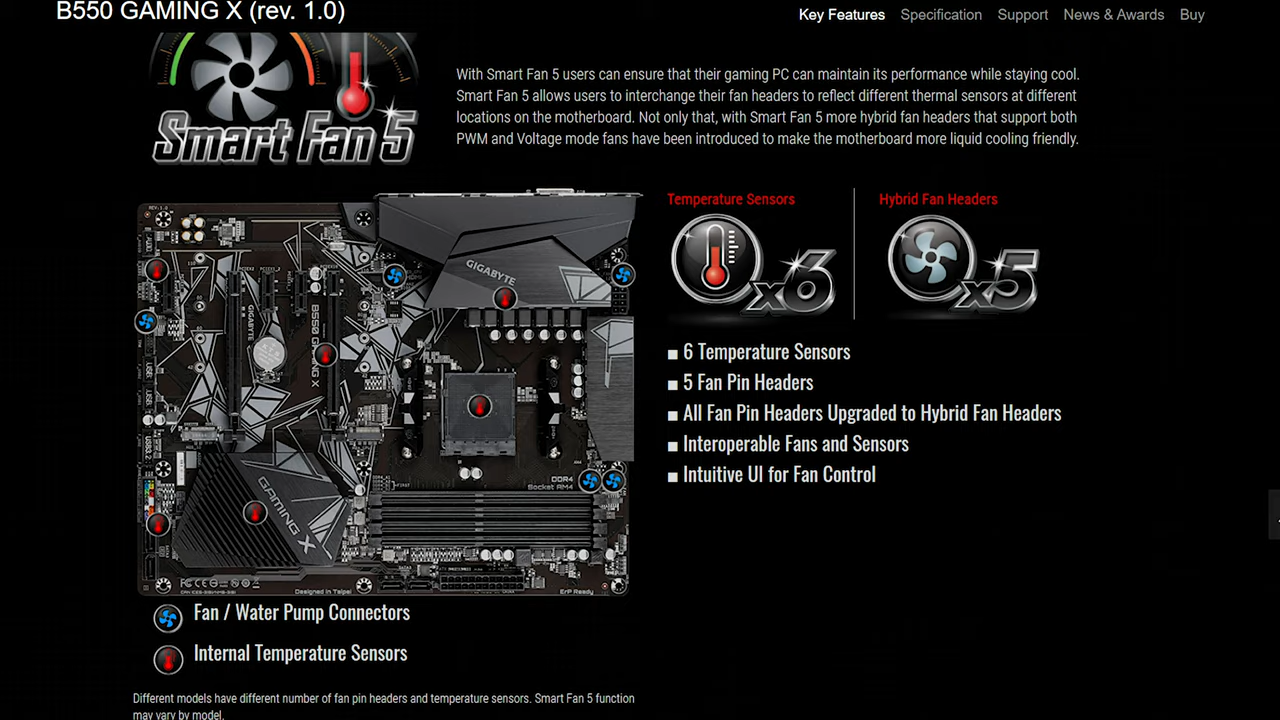 B550 GAMING X (rev. 1.0)
Key Features
Specification
Support
News & Awards
Buy
Smart Fan 5
With Smart Fan 5 users can ensure that their gaming PC can maintain its performance while staying cool.
Smart Fan 5 allows users to interchange their fan headers to reflect different thermal sensors at different
locations on the motherboard. Not only that, with Smart Fan 5 more hybrid fan headers that support both
PWM and Voltage mode fans have been introduced to make the motherboard more liquid cooling friendly.
Temperature Sensors
x6
Hybrid Fan Headers
x5
6 Temperature Sensors
5 Fan Pin Headers
All Fan Pin Headers Upgraded to Hybrid Fan Headers
Interoperable Fans and Sensors
Intuitive UI for Fan Control
REV:1.0
GIGABYTE
GIGABYTE
B550 GAMING X
GAMING X
DDR4
Socket AM4
Designed in Taipei
ErP Ready
Fan / Water Pump Connectors
Internal Temperature Sensors
Different models have different number of fan pin headers and temperature sensors. Smart Fan 5 function
may vary by model.